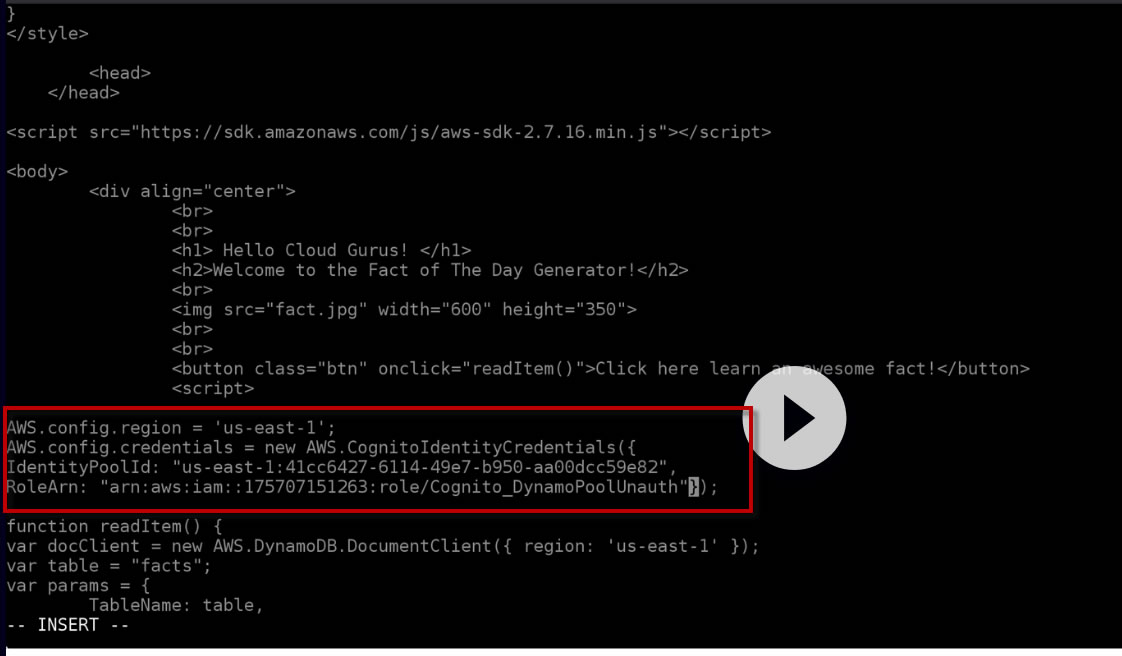 }
</style>
<head>
</head>
<script src="https://sdk.amazonaws.com/js/aws-sdk-2.7.16.min.js"></script>
<body>
<div align="center">
<br>
<br>
<h1> Hello Cloud Gurus! </h1>
<h2>Welcome to the Fact of The Day Generator!</h2>
<br>
<img src="fact.jpg" width="600" height="350">
<br>
<br>
<button class="btn" onclick="readItem()">Click here learn an awesome fact!</button>
<script>
AWS.config.region = 'us-east-1';
AWS.config.credentials = new AWS.CognitoIdentityCredentials({
IdentityPoolId: "us-east-1:41cc6427-6114-49e7-b950-aa00dcc59e82",
RoleArn: "arn:aws:iam::175707151263:role/Cognito_DynamoPoolUnauth"});
function readItem() {
var docClient = new AWS.DynamoDB.DocumentClient({ region: 'us-east-1' });
var table = "facts";
var params = {
TableName: table,
-- INSERT --